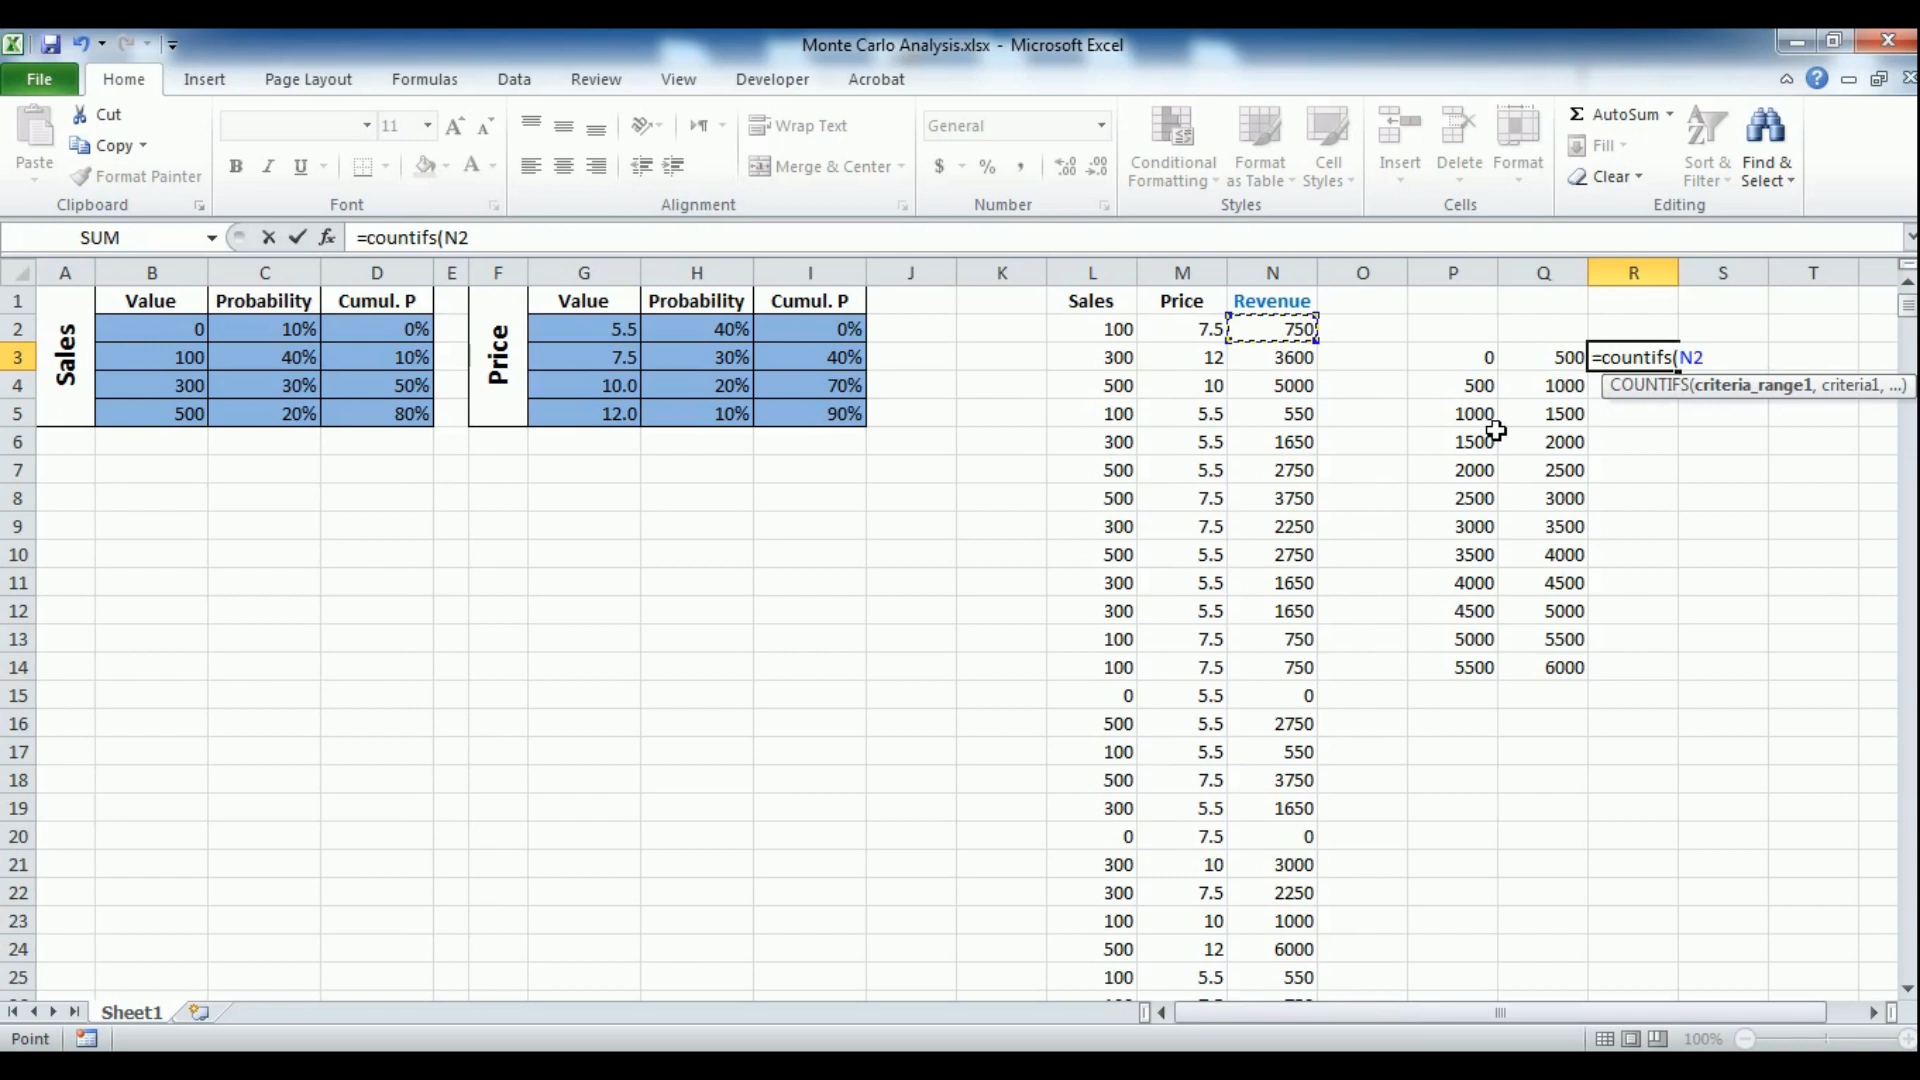 Monte Carlo Analysis.xlsx - Microsoft Excel
File Home Insert Page Layout Formulas Data Review View Developer Acrobat
Paste
Cut
Copy
Format Painter
Clipboard
11
B I U
Font
Wrap Text
Merge & Center
Alignment
General
$ %
Number
Conditional Formatting
Format as Table
Cell Styles
Styles
Insert
Delete
Format
Cells
Σ AutoSum
Fill
Clear
Sort & Filter
Find & Select
Editing
SUM fx =countifs(N2
A B C D E F G H I J K L M N O P Q R S T
1 Value Probability Cumul. P Value Probability Cumul. P Sales Price Revenue
Sales
Price
2 0 10% 0% 5.5 40% 0% 100 7.5 750
3 100 40% 10% 7.5 30% 40% 300 12 3600 0 500 =countifs(N2
4 300 30% 50% 10.0 20% 70% 500 10 5000 500 1000 COUNTIFS(criteria_range1, criteria1, ...)
5 500 20% 80% 12.0 10% 90% 100 5.5 550 1000 1500
6 300 5.5 1650 1500 2000
7 500 5.5 2750 2000 2500
8 500 7.5 3750 2500 3000
9 300 7.5 2250 3000 3500
10 500 5.5 2750 3500 4000
11 300 5.5 1650 4000 4500
12 300 5.5 1650 4500 5000
13 100 7.5 750 5000 5500
14 100 7.5 750 5500 6000
15 0 5.5 0
16 500 5.5 2750
17 100 5.5 550
18 500 7.5 3750
19 300 5.5 1650
20 0 7.5 0
21 300 10 3000
22 300 7.5 2250
23 100 10 1000
24 500 12 6000
25 100 5.5 550
Sheet1
Point 100%